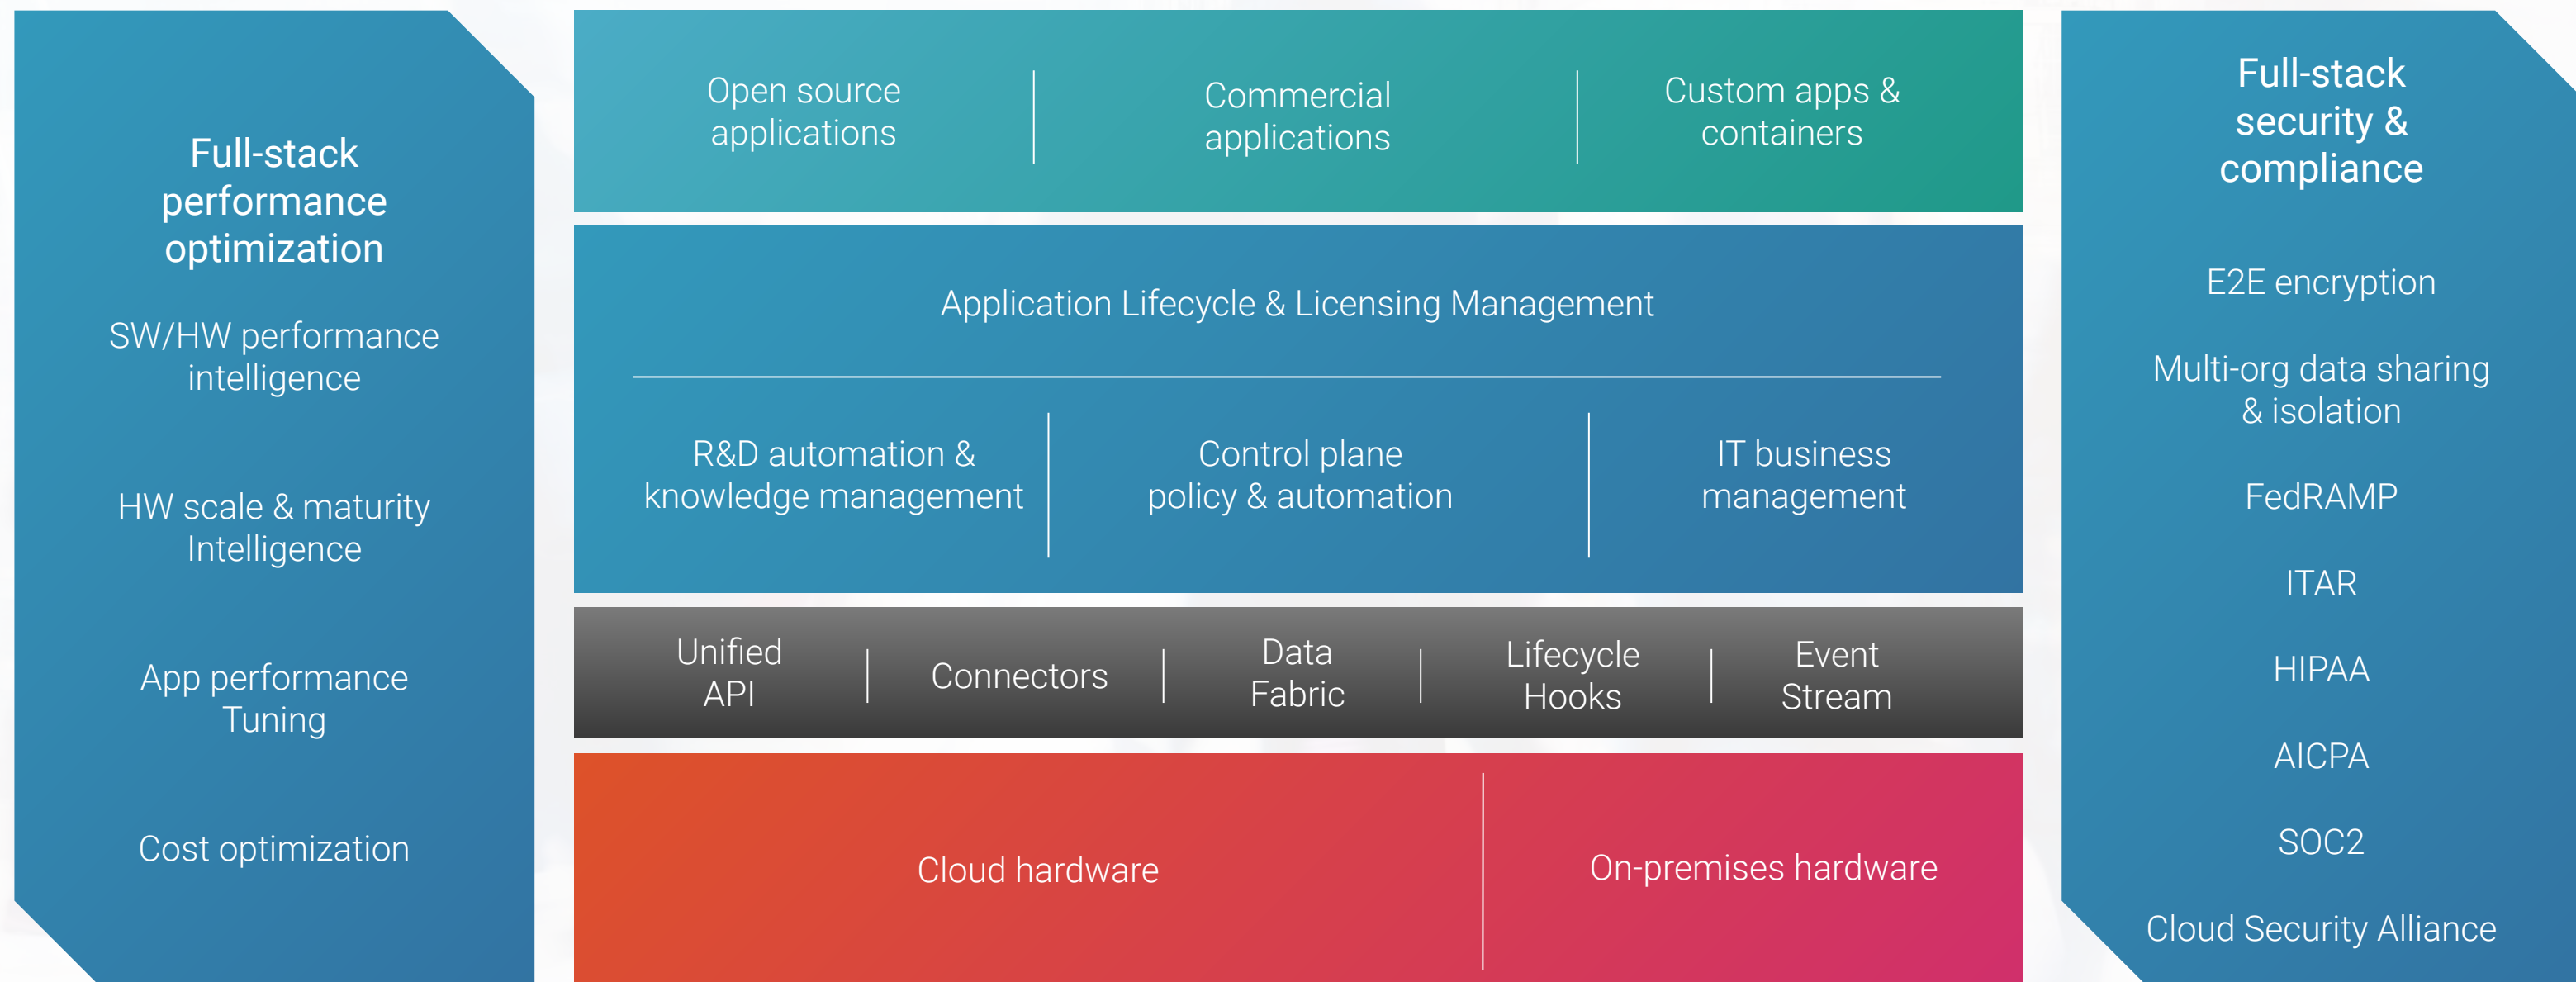 Full-stack
performance
optimization
SW/HW performance
intelligence
HW scale & maturity
Intelligence
App performance
Tuning
Cost optimization
Open source
applications
Commercial
applications
Custom apps &
containers
Application Lifecycle & Licensing Management
R&D automation &
knowledge management
Control plane
policy & automation
IT business
management
Unified
API
Connectors
Data
Fabric
Lifecycle
Hooks
Event
Stream
Cloud hardware
On-premises hardware
Full-stack
security &
compliance
E2E encryption
Multi-org data sharing
& isolation
FedRAMP
ITAR
HIPAA
AICPA
SOC2
Cloud Security Alliance